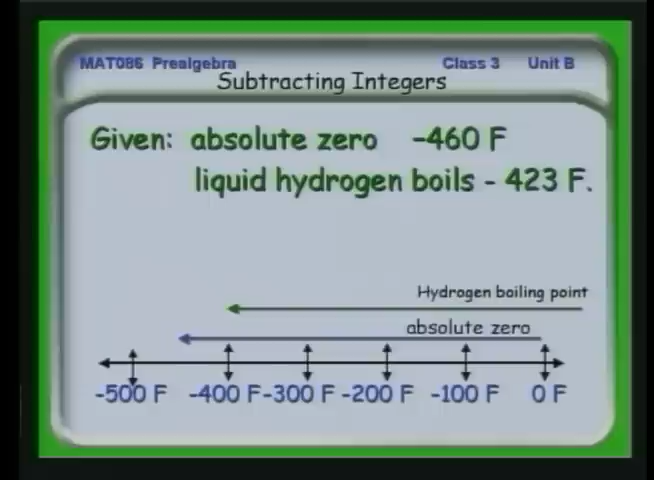 MAT086 Prealgebra Class 3 Unit B
Subtracting Integers
Given: absolute zero -460 F
liquid hydrogen boils - 423 F.
Hydrogen boiling point
absolute zero
-500 F -400 F -300 F -200 F -100 F 0 F